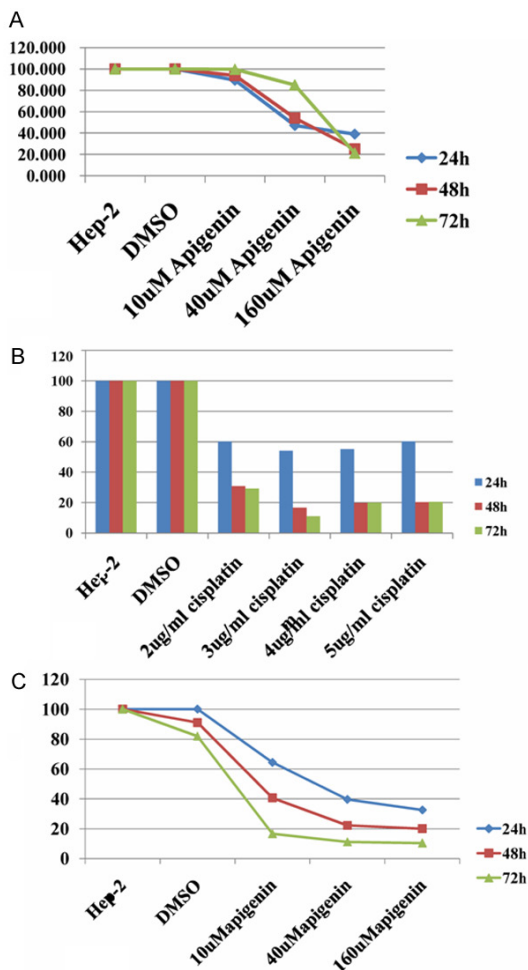 A
120.000
100.000
80.000
60.000
40.000
20.000
0.000
Hep-2
DMSO
10uM Apigenin
40uM Apigenin
160uM Apigenin
24h
48h
72h
B
120
100
80
60
40
20
0
Hep-2
DMSO
2ug/ml cisplatin
3ug/ml cisplatin
4ug/ml cisplatin
5ug/ml cisplatin
24h
48h
72h
C
120
100
80
60
40
20
0
Hep-2
DMSO
10uMapigenin
40uMapigenin
160uMapigenin
24h
48h
72h